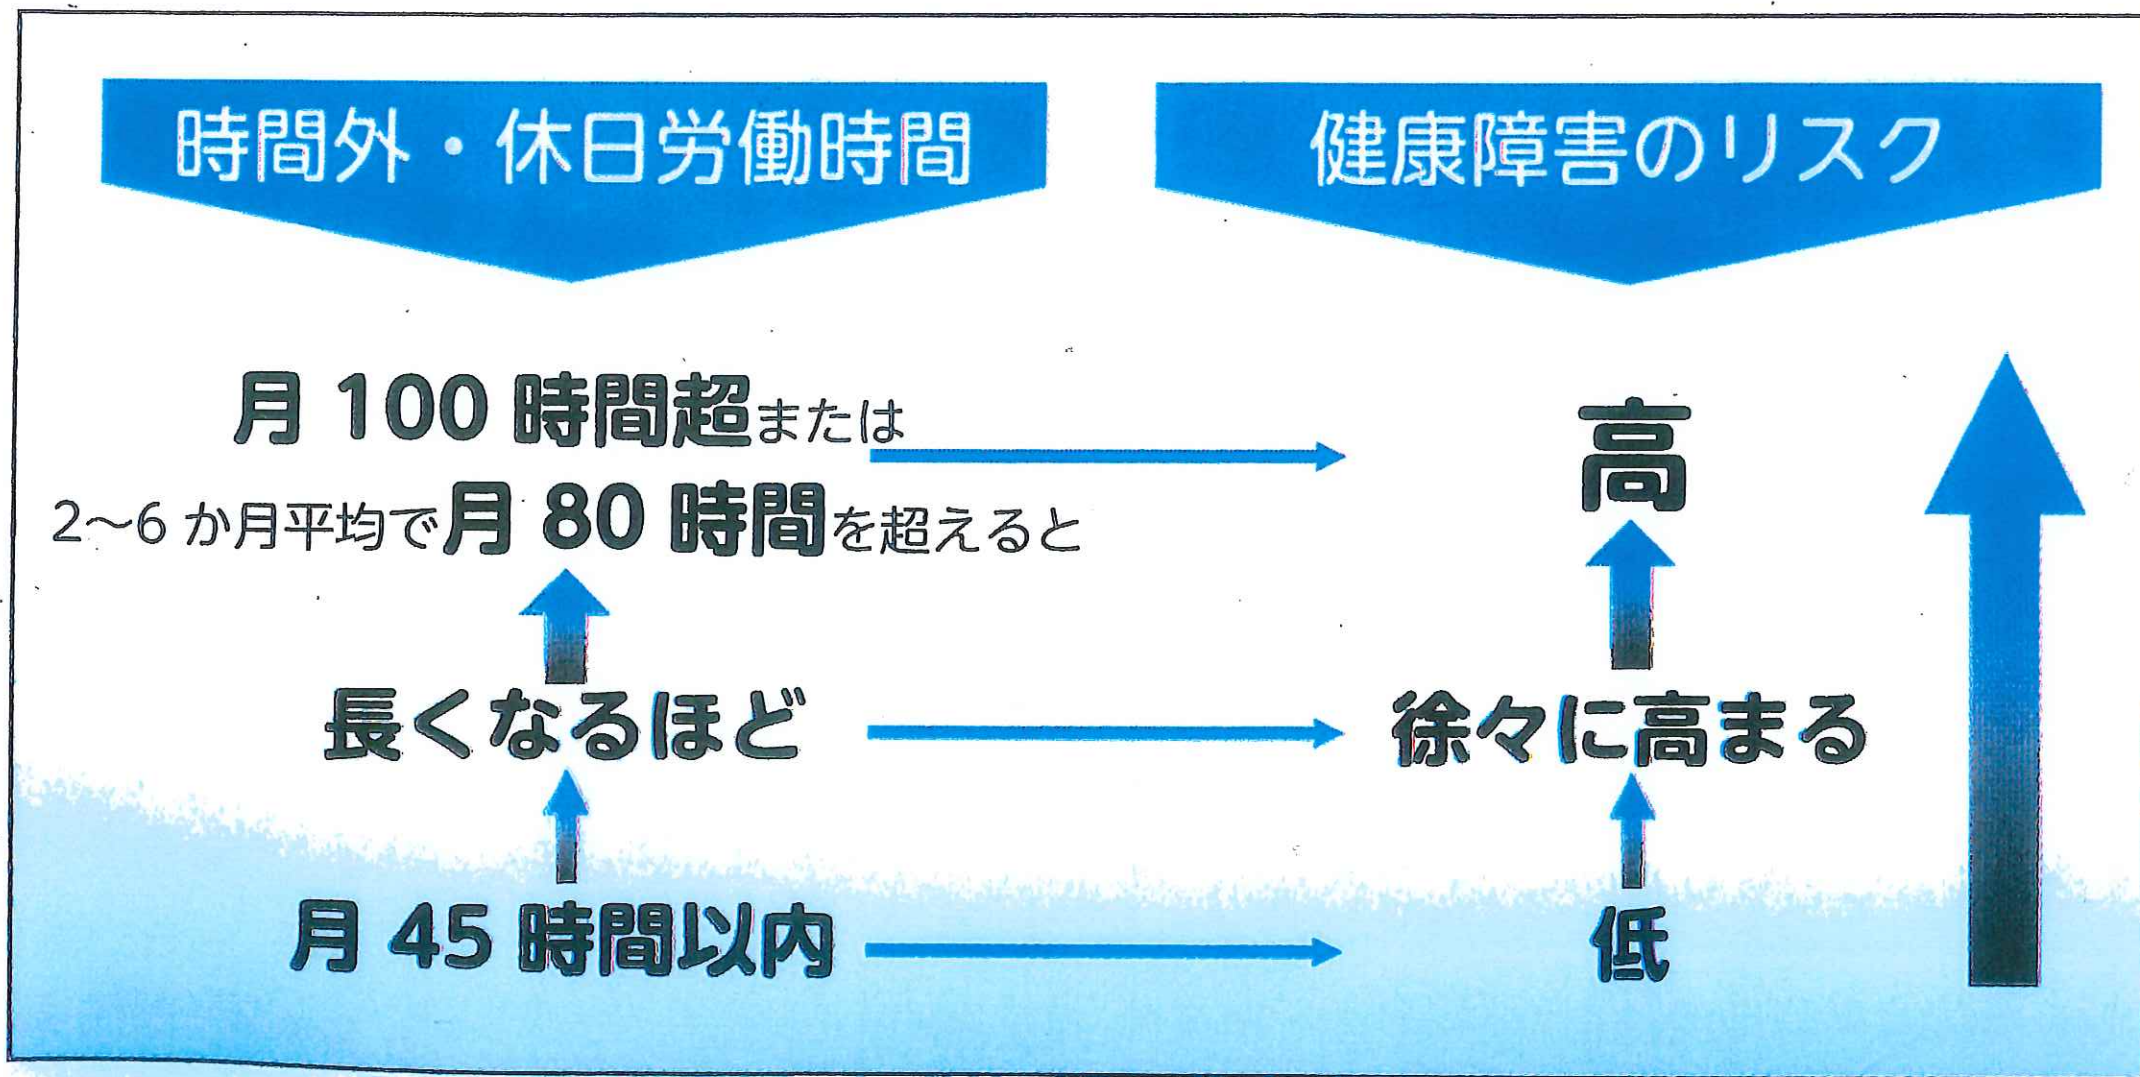 時間外・休日労働時間
健康障害のリスク
月 100 時間超または
2〜6 か月平均で月 80 時間を超えると
高
長くなるほど
徐々に高まる
月 45 時間以内
低